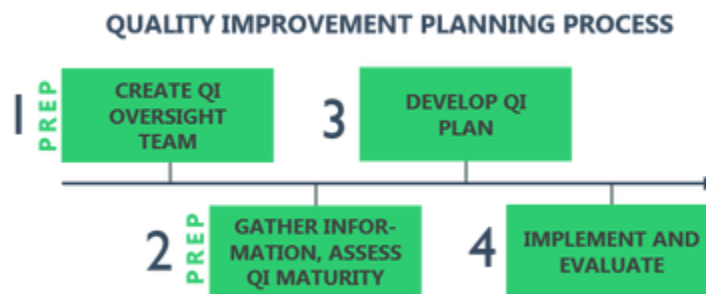 QUALITY IMPROVEMENT PLANNING PROCESS
1
PREP
CREATE QI
OVERSIGHT
TEAM
2
PREP
GATHER INFOR-
MATION, ASSESS
QI MATURITY
3
DEVELOP QI
PLAN
4
IMPLEMENT AND
EVALUATE